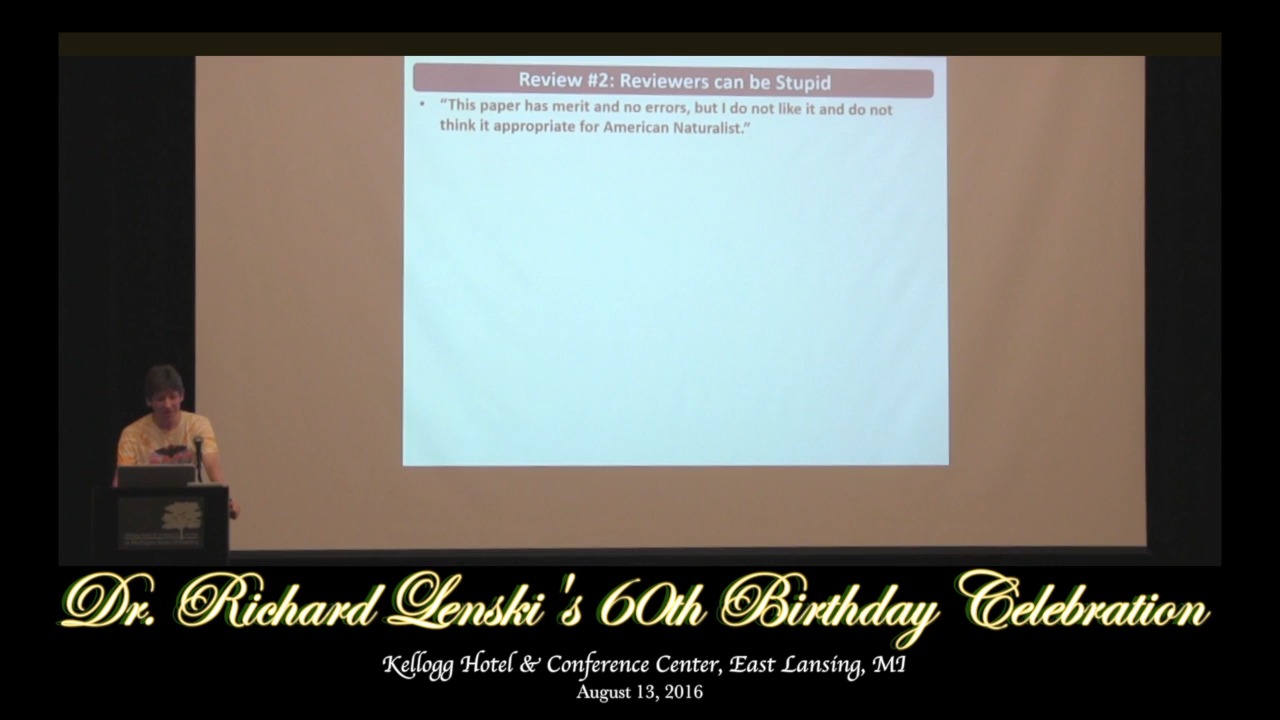 Review #2: Reviewers can be Stupid
• "This paper has merit and no errors, but I do not like it and do not
think it appropriate for American Naturalist."
Dr. Richard Lenski's 60th Birthday Celebration
Kellogg Hotel & Conference Center, East Lansing, MI
August 13, 2016